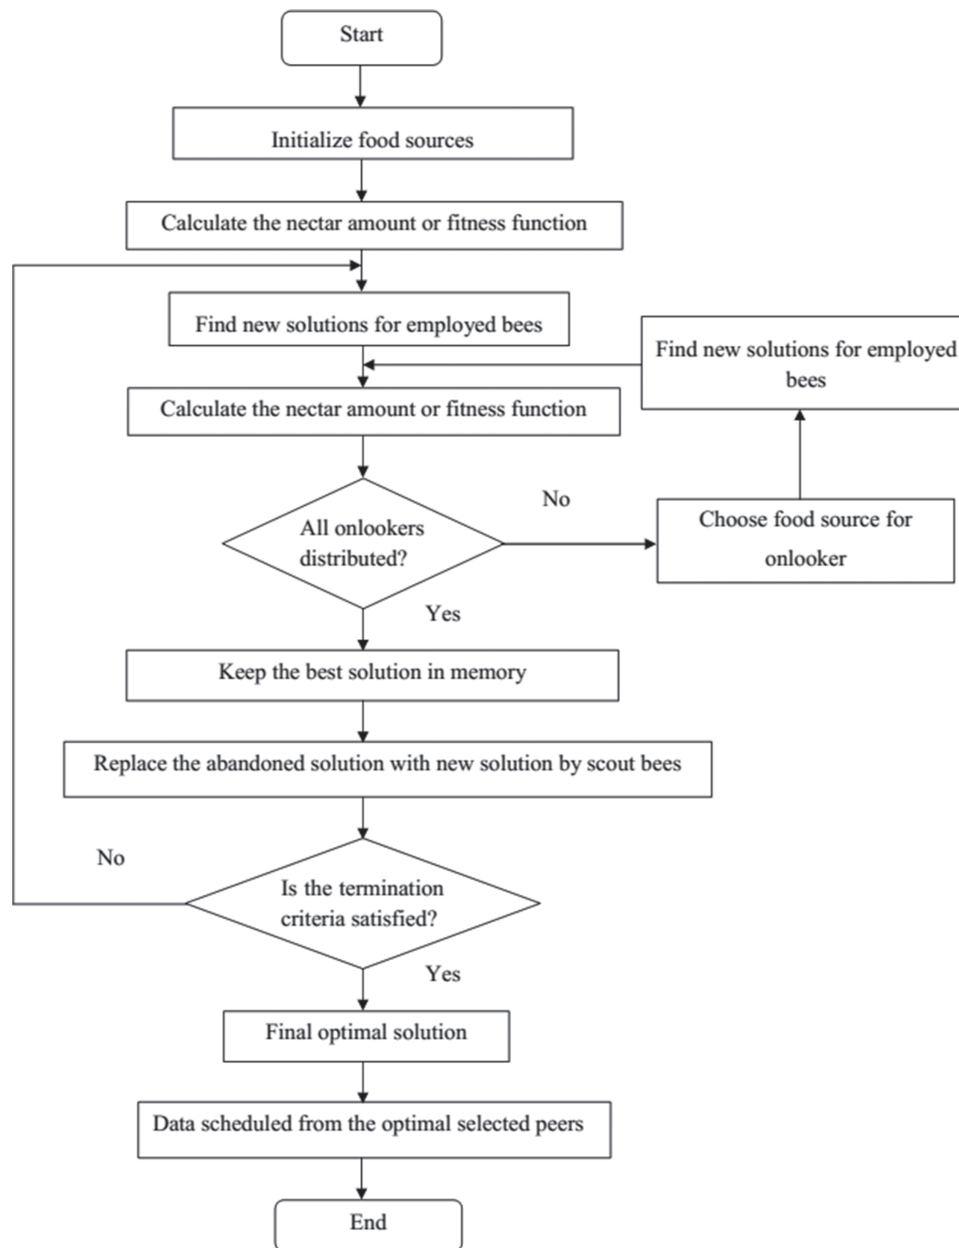 Start
Initialize food sources
Calculate the nectar amount or fitness function
Find new solutions for employed bees
Find new solutions for employed
bees
Calculate the nectar amount or fitness function
No
All onlookers
distributed?
Choose food source for
onlooker
Yes
Keep the best solution in memory
Replace the abandoned solution with new solution by scout bees
No
Is the termination
criteria satisfied?
Yes
Final optimal solution
Data scheduled from the optimal selected peers
End